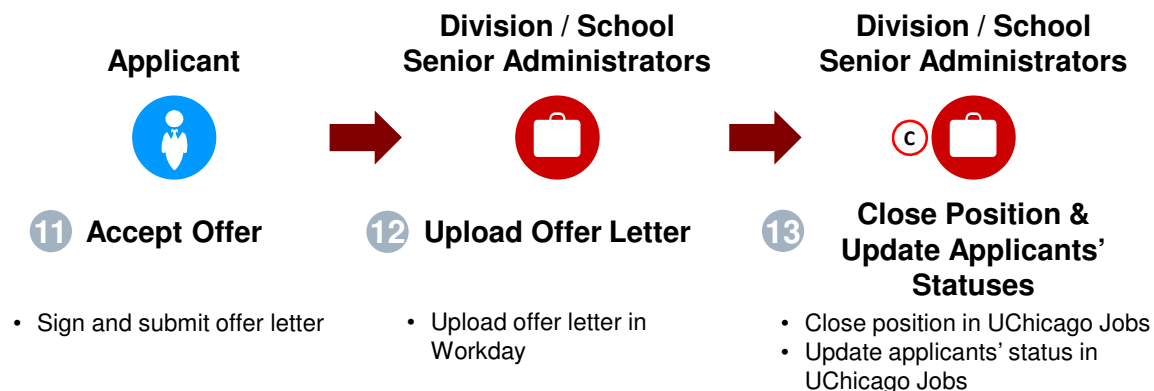 Applicant
Division / School
Senior Administrators
Division / School
Senior Administrators
C
11 Accept Offer
12 Upload Offer Letter
13 Close Position &
Update Applicants’
Statuses
• Sign and submit offer letter
• Upload offer letter in
Workday
• Close position in UChicago Jobs
• Update applicants’ status in
UChicago Jobs